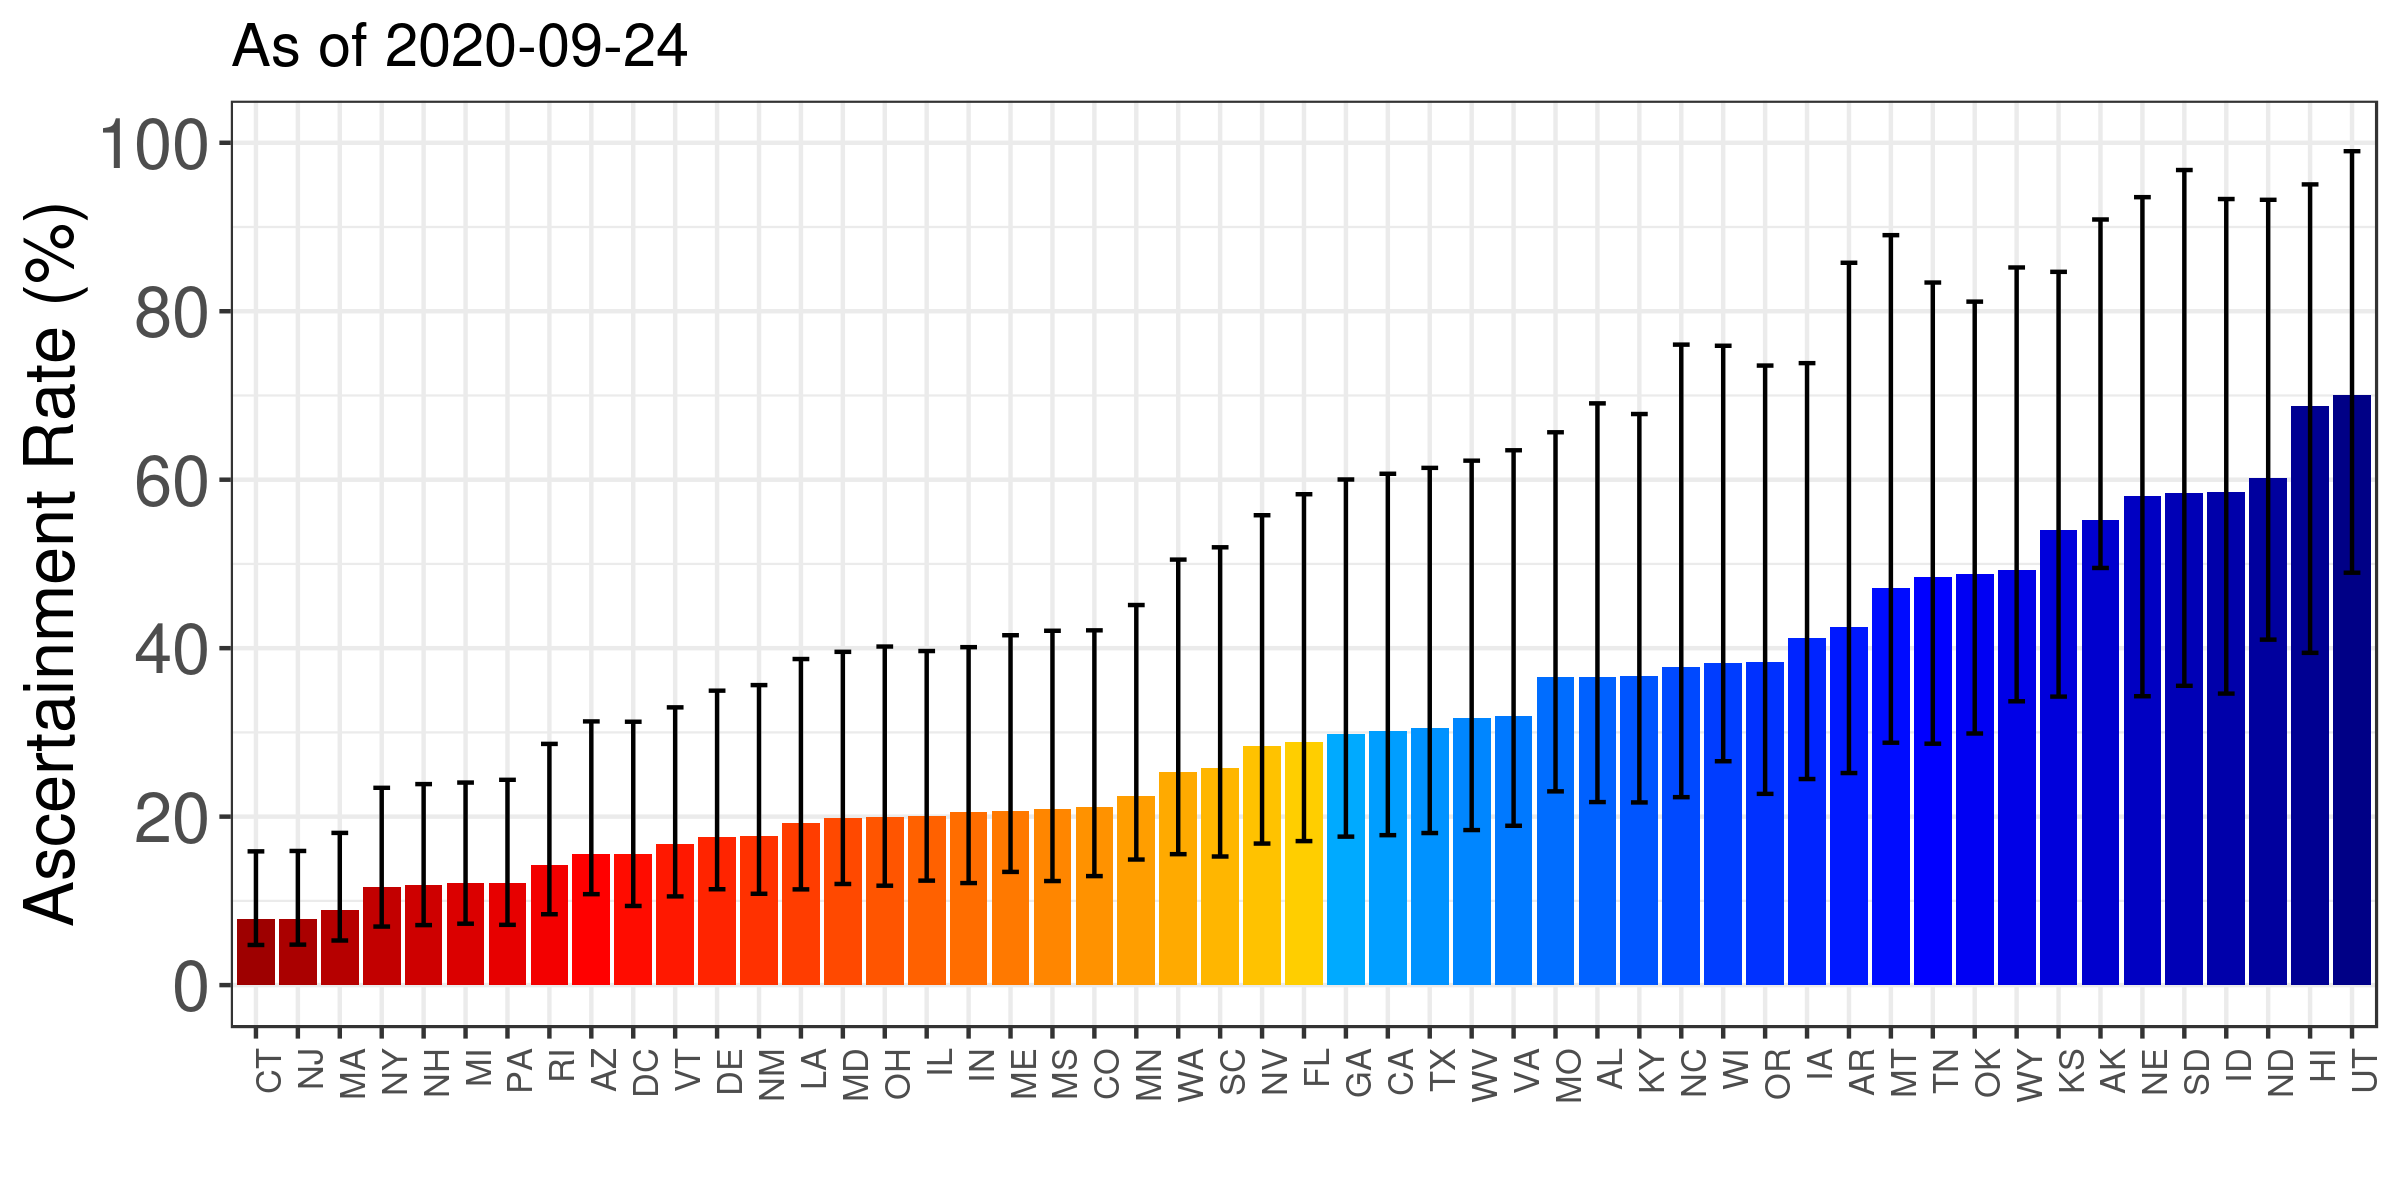 As of 2020-09-24
Ascertainment Rate (%)
100
80
60
40
20
0
CT NJ MA NY NH MI PA RI AZ DC VT DE NM LA MD OH IL IN ME MS CO MN WA SC NV FL GA CA TX WV VA MO AL KY NC WI OR IA AR MT TN OK WY KS AK NE SD ID ND HI UT